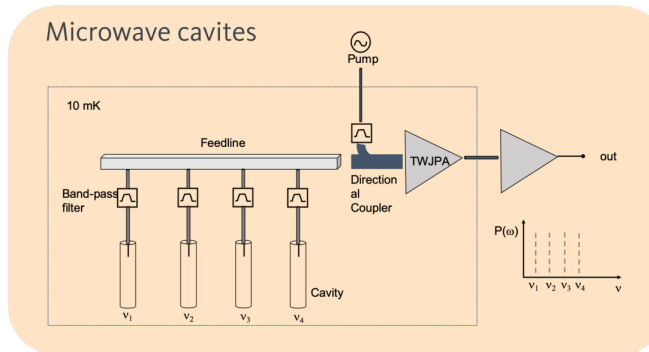 Microwave cavites
Pump
10 mK
Feedline
TWJPA
out
Band-pass
filter
Direction
al
Coupler
P(ω)
Cavity
ν1 ν2 ν3 ν4
ν1 ν2 ν3 ν4 ν